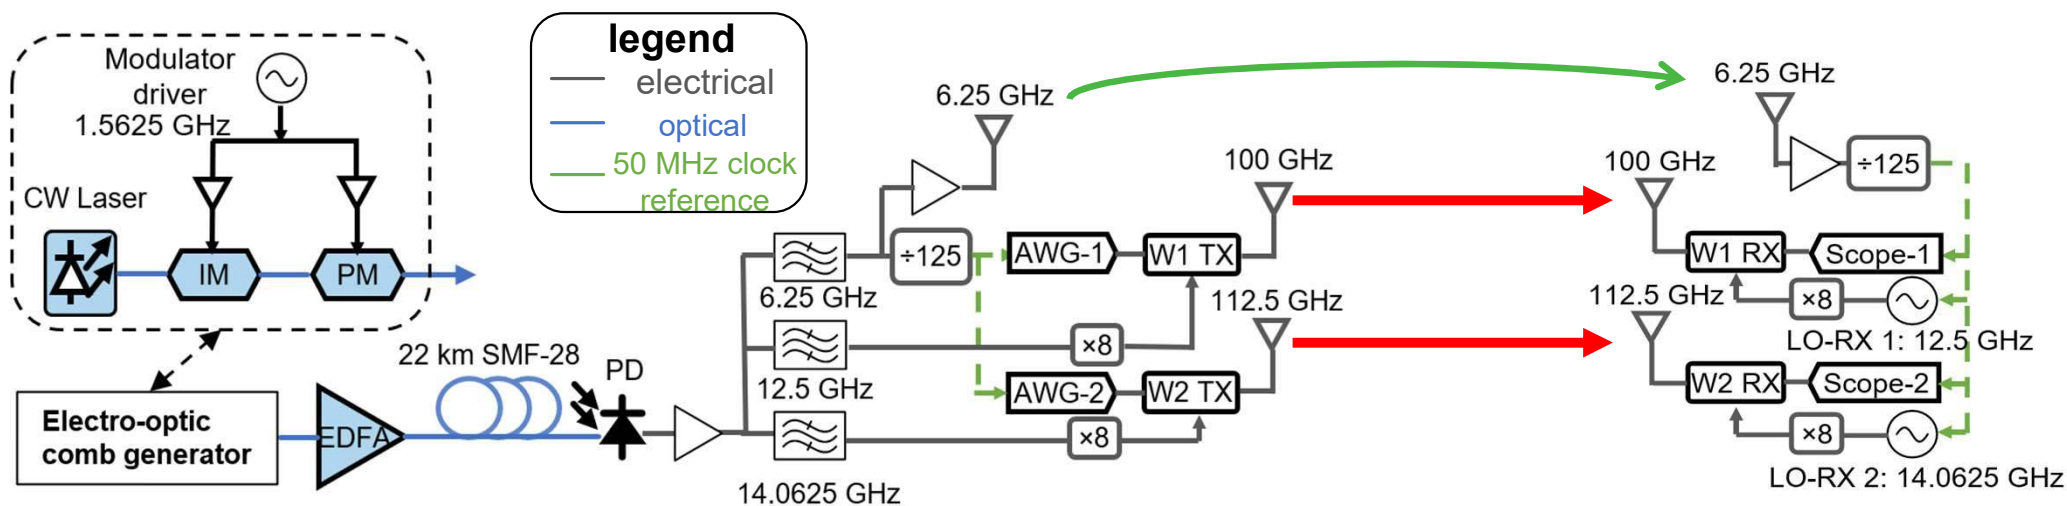 Modulator
driver
1.5625 GHz
CW Laser
IM
PM
Electro-optic
comb generator
EDFA
22 km SMF-28
PD
legend
electrical
optical
50 MHz clock
reference
6.25 GHz
÷125
6.25 GHz
12.5 GHz
14.0625 GHz
AWG-1
W1 TX
100 GHz
×8
112.5 GHz
AWG-2
W2 TX
×8
6.25 GHz
÷125
100 GHz
W1 RX
Scope-1
×8
LO-RX 1: 12.5 GHz
112.5 GHz
W2 RX
Scope-2
×8
LO-RX 2: 14.0625 GHz